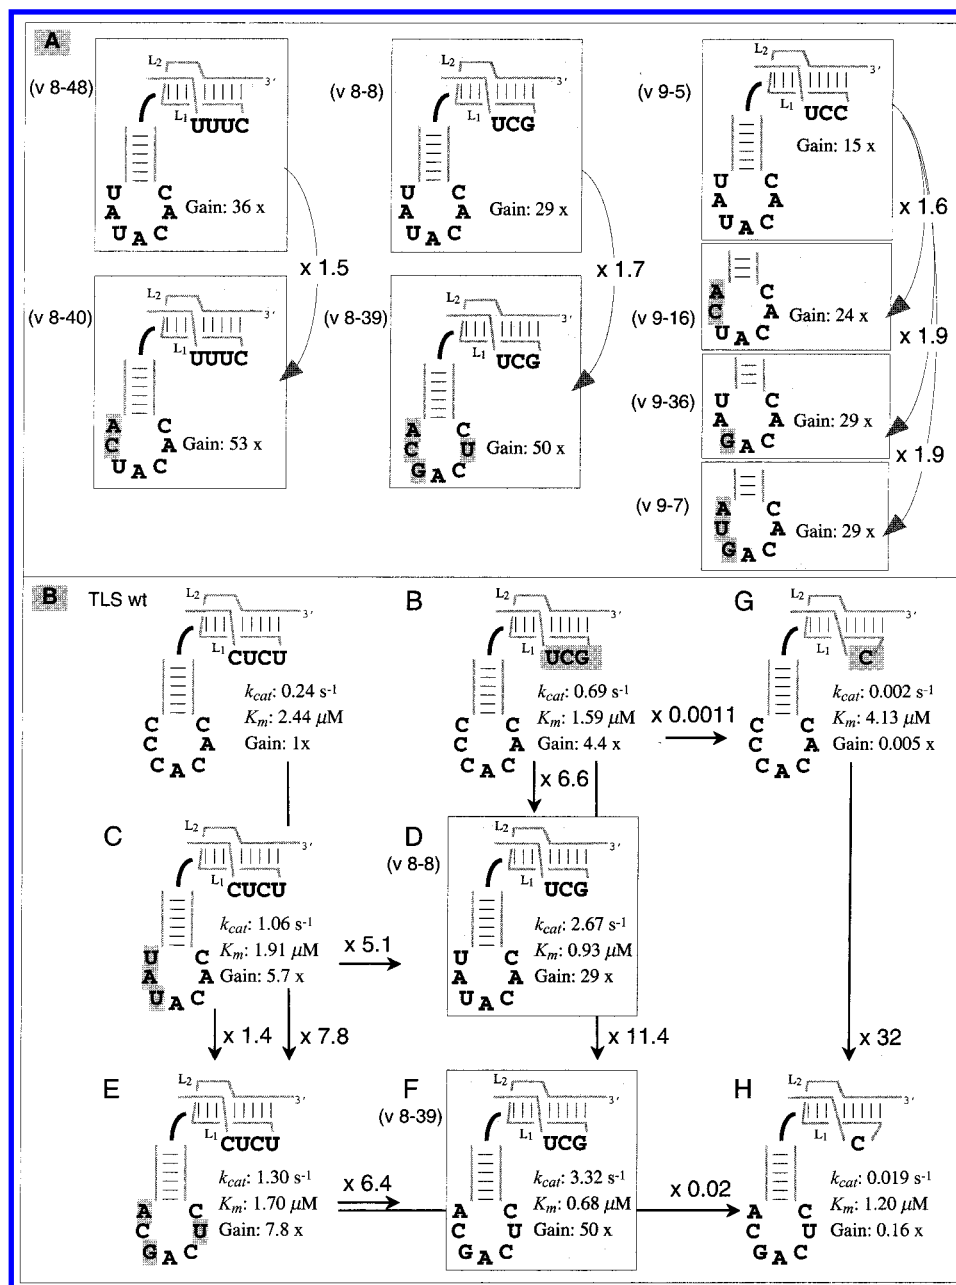 A
(v 8-48)
L2
3′
L1
UUUC
U C
A A
U A C
Gain: 36 x
x 1.5
(v 8-40)
L2
3′
L1
UUUC
A C
C A
U A C
Gain: 53 x
(v 8-8)
L2
3′
L1
UCG
U C
A A
U A C
Gain: 29 x
x 1.7
(v 8-39)
L2
3′
L1
UCG
A C
C U
G A C
Gain: 50 x
(v 9-5)
L2
3′
L1
UCC
Gain: 15 x
U C
A A
U A C
x 1.6
(v 9-16)
A C
C A
U A C
Gain: 24 x
x 1.9
(v 9-36)
U C
A A
G A C
Gain: 29 x
x 1.9
(v 9-7)
A C
U A
G A C
Gain: 29 x
B
TLS wt
L2
3′
L1
CUCU
kcat: 0.24 s-1
Km: 2.44 µM
Gain: 1x
C C
C A
C A C
B
L2
3′
L1
UCG
kcat: 0.69 s-1
Km: 1.59 µM
Gain: 4.4 x
C C
C A
C A C
x 0.0011
x 6.6
G
L2
3′
L1
C
kcat: 0.002 s-1
Km: 4.13 µM
Gain: 0.005 x
C C
C A
C A C
C
L2
3′
L1
CUCU
kcat: 1.06 s-1
Km: 1.91 µM
Gain: 5.7 x
U C
A A
U A C
x 5.1
D
(v 8-8)
L2
3′
L1
UCG
kcat: 2.67 s-1
Km: 0.93 µM
Gain: 29 x
U C
A A
U A C
x 1.4
x 7.8
x 11.4
x 32
E
L2
3′
L1
CUCU
kcat: 1.30 s-1
Km: 1.70 µM
Gain: 7.8 x
A C
C U
G A C
x 6.4
F
(v 8-39)
L2
3′
L1
UCG
kcat: 3.32 s-1
Km: 0.68 µM
Gain: 50 x
A C
C U
G A C
x 0.02
H
L2
3′
L1
C
kcat: 0.019 s-1
Km: 1.20 µM
Gain: 0.16 x
A C
C U
G A C